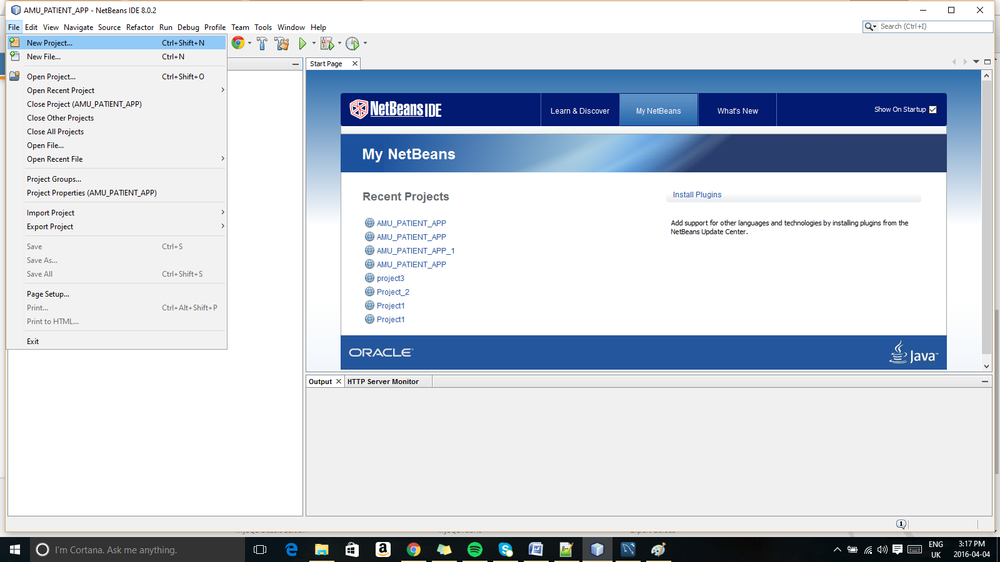 AMU_PATIENT_APP - NetBeans IDE 8.0.2
File Edit View Navigate Source Refactor Run Debug Profile Team Tools Window Help
Search (Ctrl+I)
New Project... Ctrl+Shift+N
New File... Ctrl+N
Open Project... Ctrl+Shift+O
Open Recent Project
Close Project (AMU_PATIENT_APP)
Close Other Projects
Close All Projects
Open File...
Open Recent File
Project Groups...
Project Properties (AMU_PATIENT_APP)
Import Project
Export Project
Save Ctrl+S
Save As...
Save All Ctrl+Shift+S
Page Setup...
Print... Ctrl+Alt+Shift+P
Print to HTML...
Exit
Start Page
NetBeans IDE
Learn & Discover
My NetBeans
What's New
Show On Startup
My NetBeans
Recent Projects
AMU_PATIENT_APP
AMU_PATIENT_APP
AMU_PATIENT_APP_1
AMU_PATIENT_APP
project3
Project_2
Project1
Project1
Install Plugins
Add support for other languages and technologies by installing plugins from the
NetBeans Update Center.
ORACLE
Java
Output HTTP Server Monitor
1
I'm Cortana. Ask me anything.
ENG
UK
3:17 PM
2016-04-04